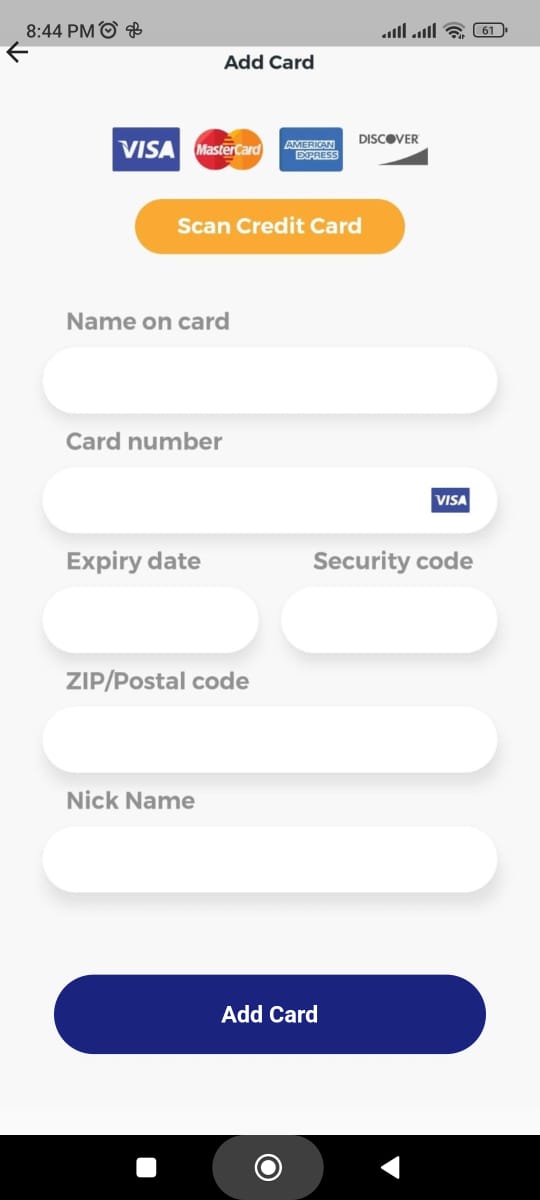 8:44 PM 61
Add Card
VISA MasterCard AMERICAN EXPRESS DISCOVER
Scan Credit Card
Name on card
Card number
VISA
Expiry date Security code
ZIP/Postal code
Nick Name
Add Card